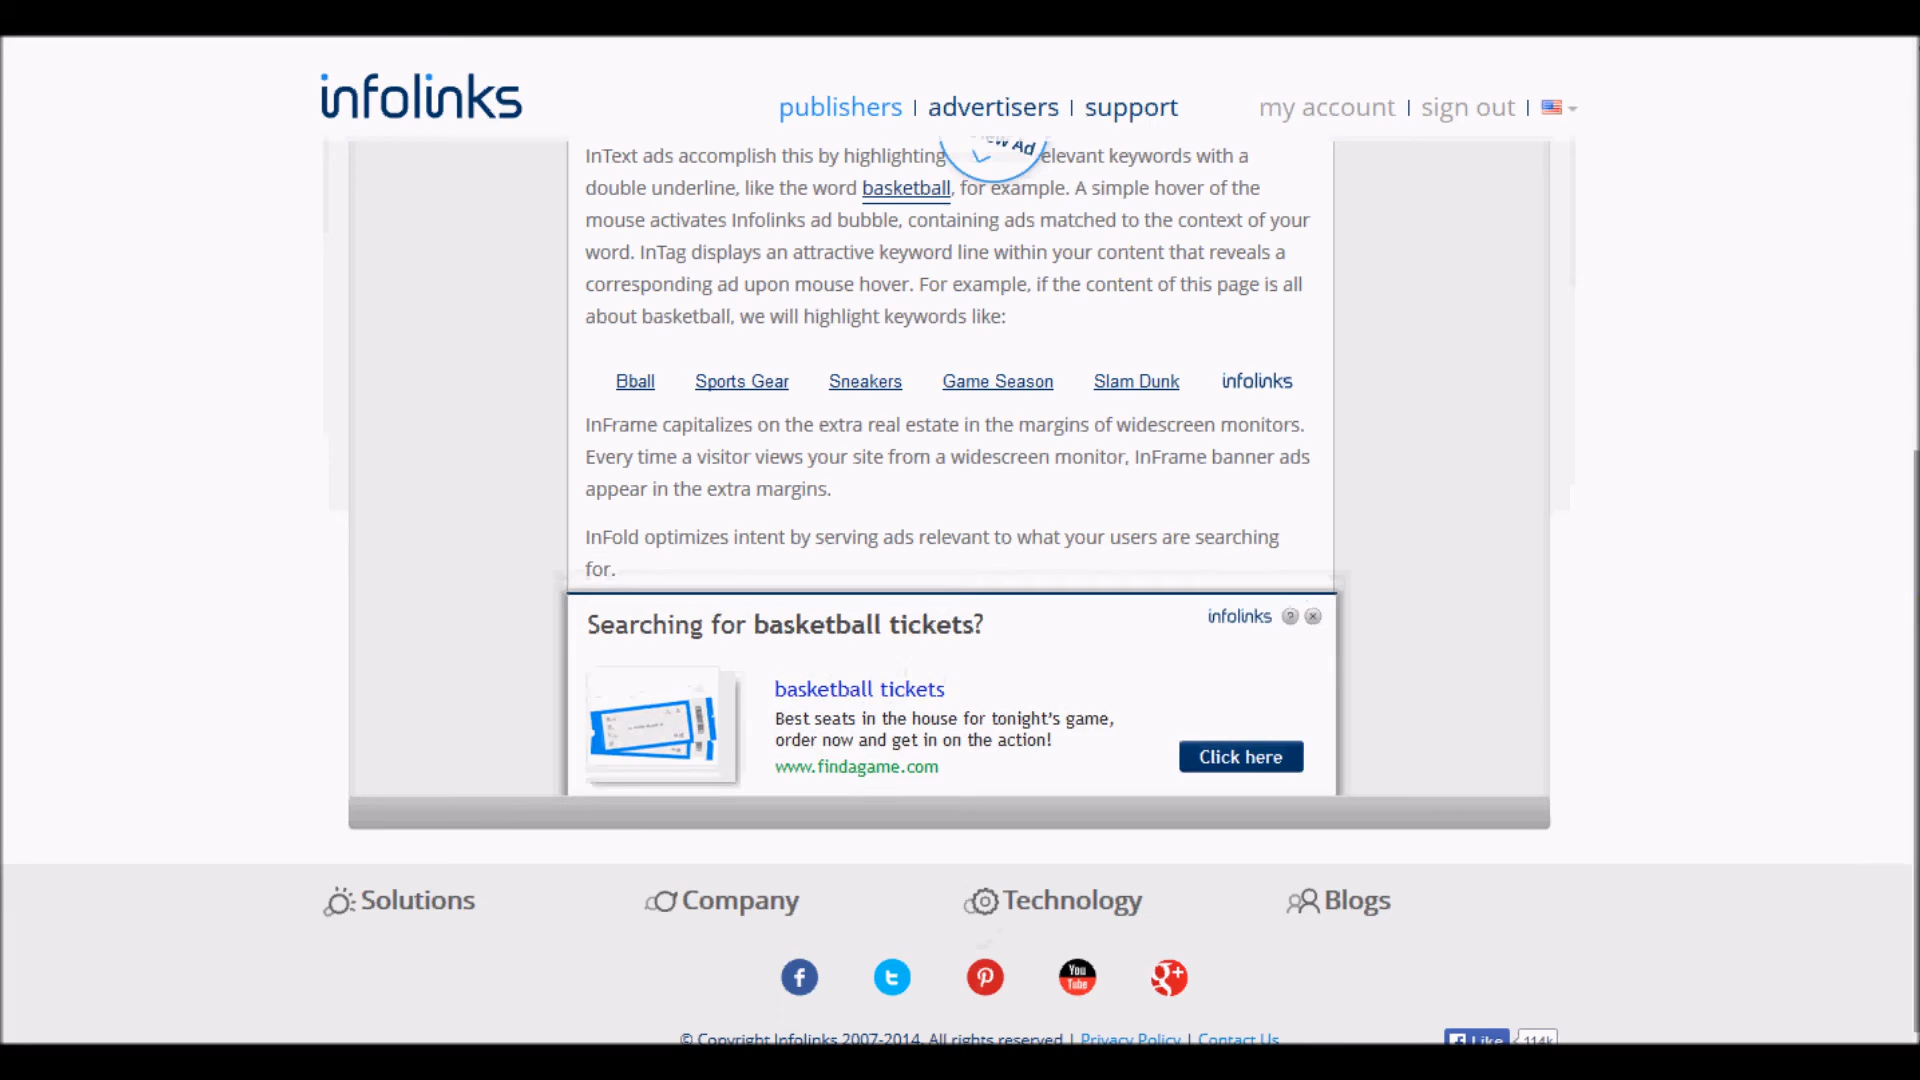 infolinks
publishers | advertisers | support
my account | sign out |
View Ad
InText ads accomplish this by highlighting relevant keywords with a
double underline, like the word basketball, for example. A simple hover of the
mouse activates Infolinks ad bubble, containing ads matched to the context of your
word. InTag displays an attractive keyword line within your content that reveals a
corresponding ad upon mouse hover. For example, if the content of this page is all
about basketball, we will highlight keywords like:
Bball Sports Gear Sneakers Game Season Slam Dunk infolinks
InFrame capitalizes on the extra real estate in the margins of widescreen monitors.
Every time a visitor views your site from a widescreen monitor, InFrame banner ads
appear in the extra margins.
InFold optimizes intent by serving ads relevant to what your users are searching
for.
Searching for basketball tickets?
infolinks ? x
basketball tickets
Best seats in the house for tonight's game,
order now and get in on the action!
www.findagame.com
Click here
Solutions Company Technology Blogs
You
Tube
© Copyright Infolinks 2007-2014. All rights reserved | Privacy Policy | Contact Us
Like 114k